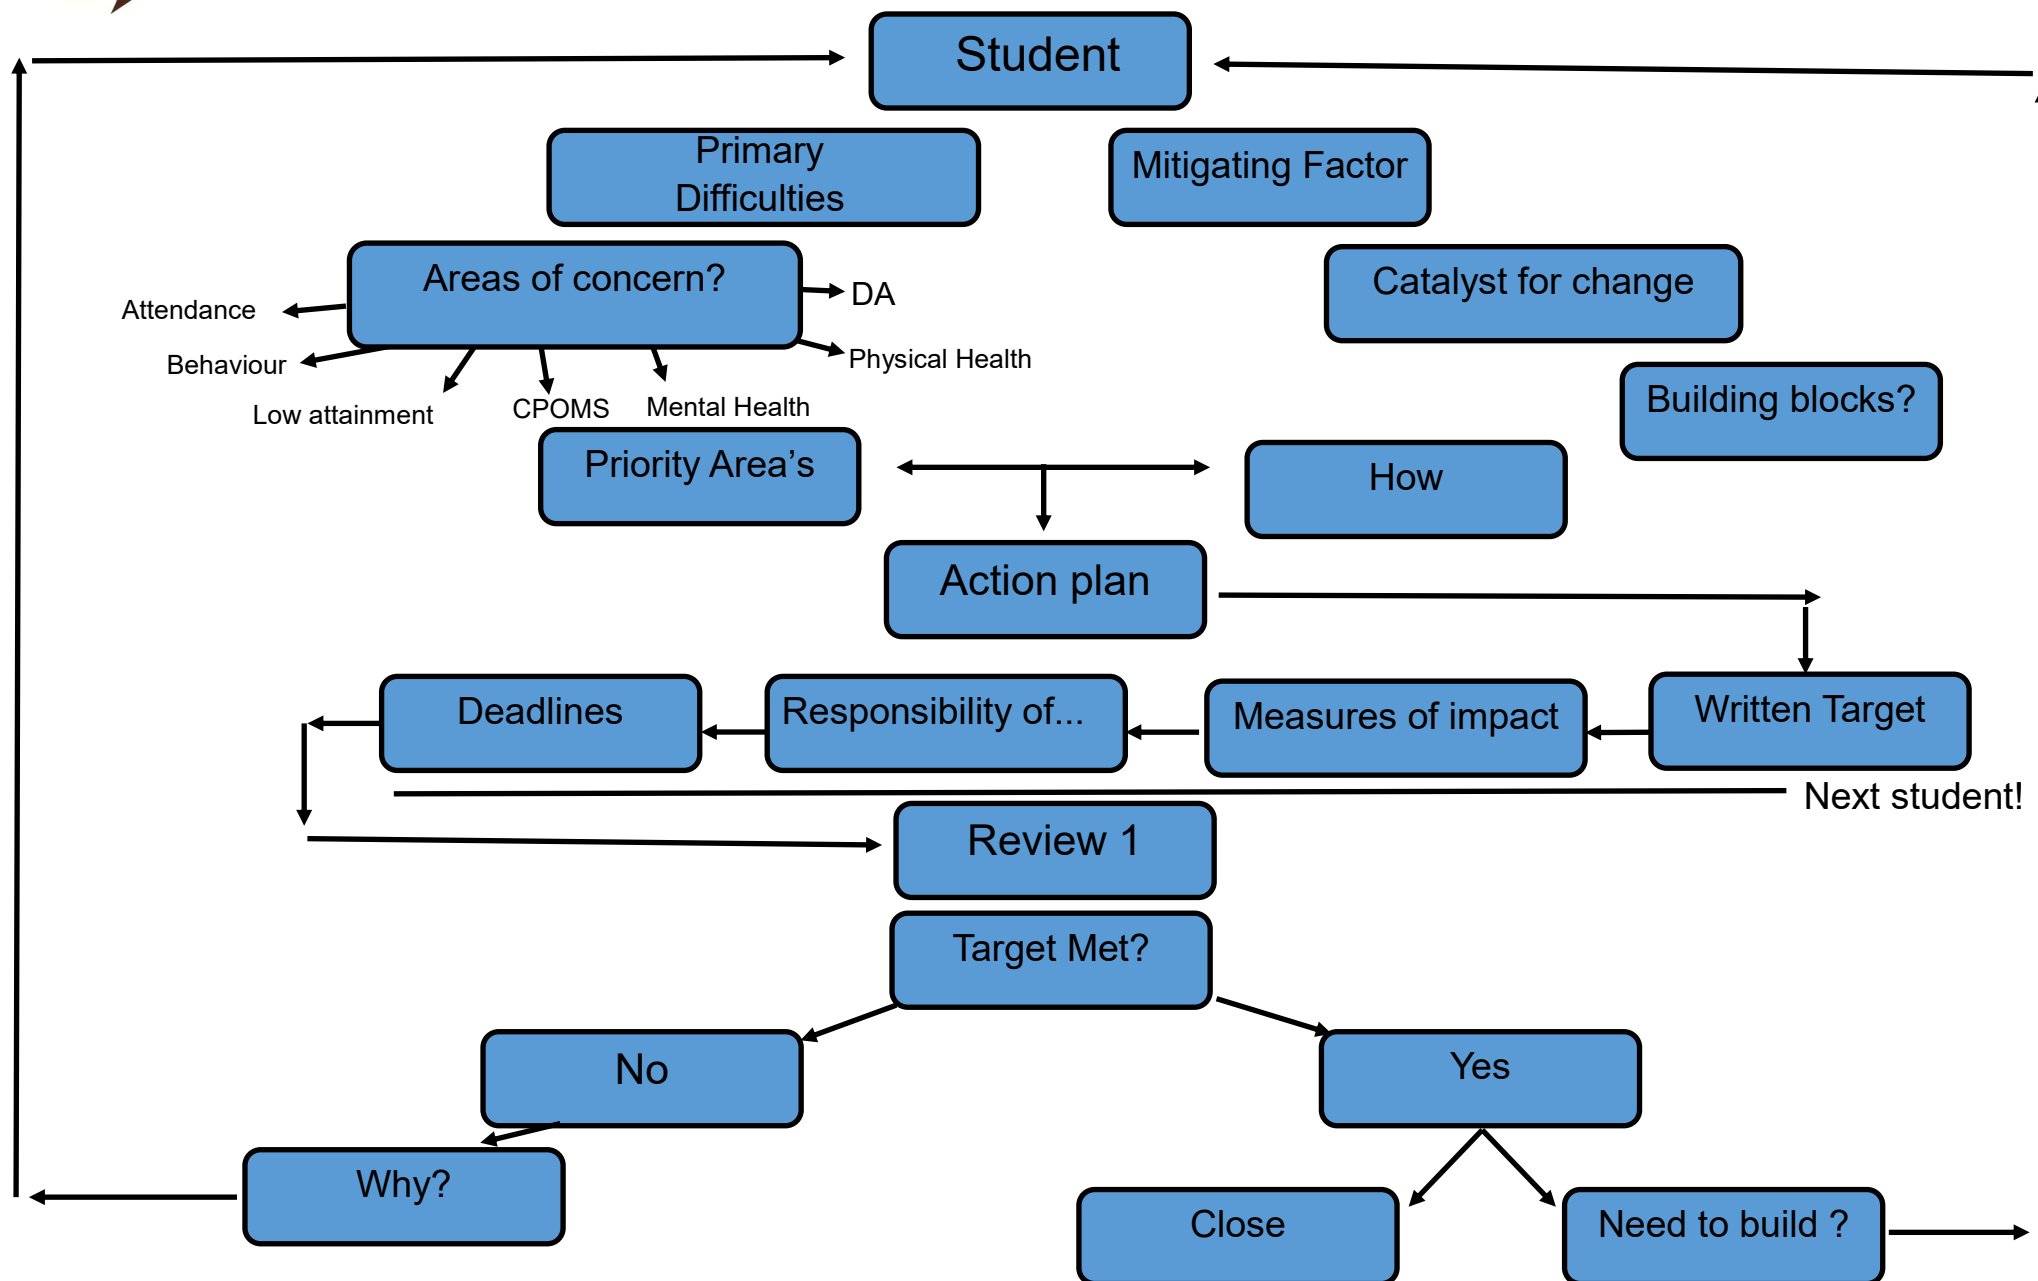 Student
Primary
Difficulties
Mitigating Factor
Areas of concern?
Catalyst for change
DA
Attendance
Behaviour
Physical Health
Low attainment
CPOMS
Mental Health
Building blocks?
Priority Area’s
How
Action plan
Deadlines
Responsibility of...
Measures of impact
Written Target
Next student!
Review 1
Target Met?
No
Yes
Why?
Close
Need to build ?